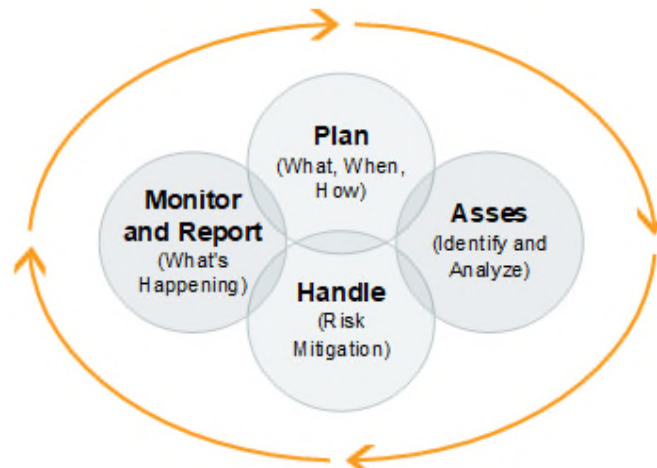 Plan
(What, When,
How)
Monitor
and Report
(What's
Happening)
Asses
(Identify and
Analyze)
Handle
(Risk
Mitigation)